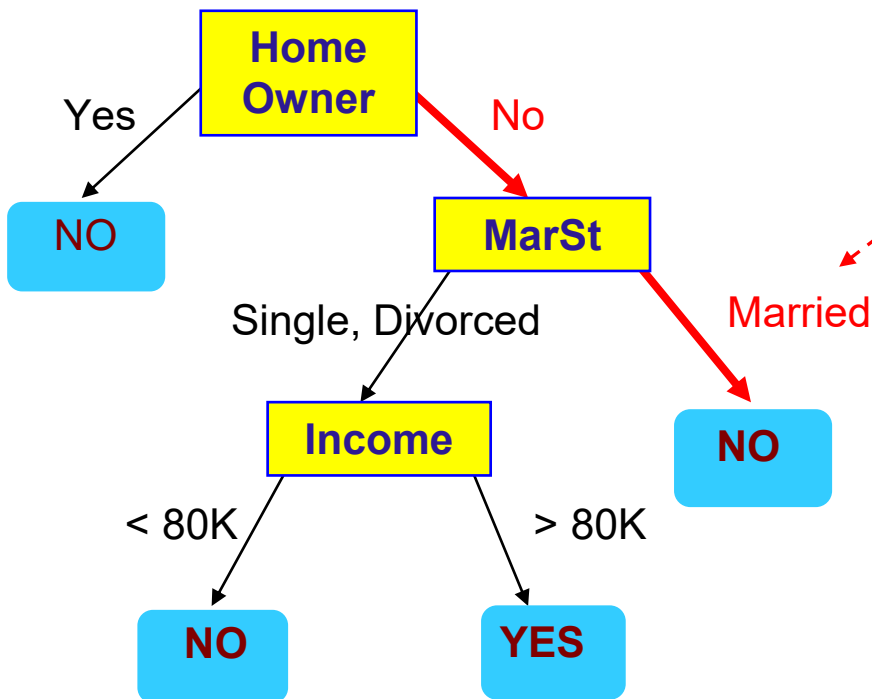 Home
Owner
Yes
No
NO
MarSt
Single, Divorced
Married
Income
NO
< 80K
> 80K
NO
YES